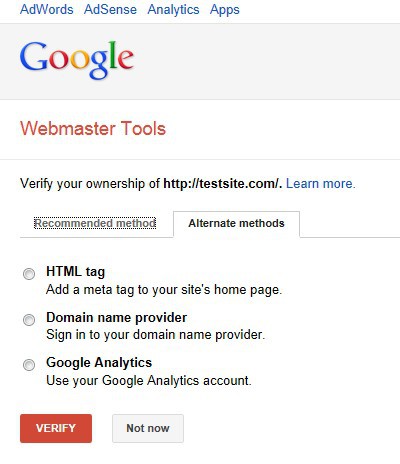 AdWords AdSense Analytics Apps
Google
Webmaster Tools
Verify your ownership of http://testsite.com/. Learn more.
Recommended method Alternate methods
HTML tag
Add a meta tag to your site's home page.
Domain name provider
Sign in to your domain name provider.
Google Analytics
Use your Google Analytics account.
VERIFY Not now